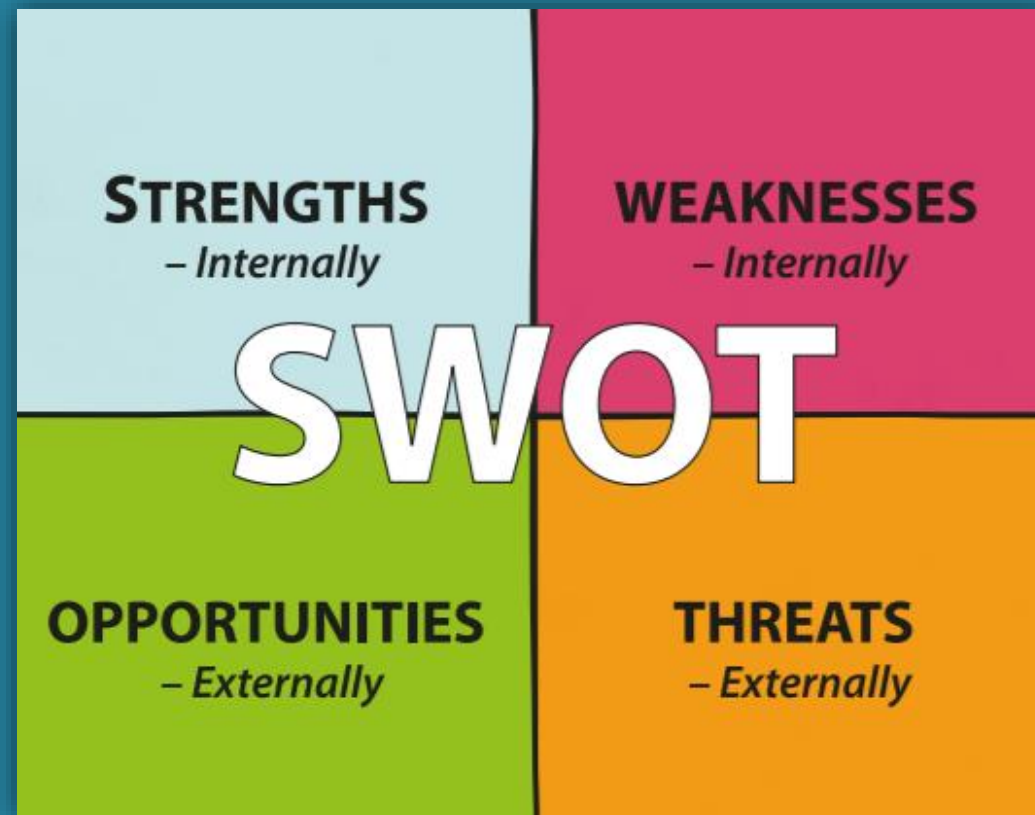 STRENGTHS
– Internally
WEAKNESSES
– Internally
SWOT
OPPORTUNITIES
– Externally
THREATS
– Externally